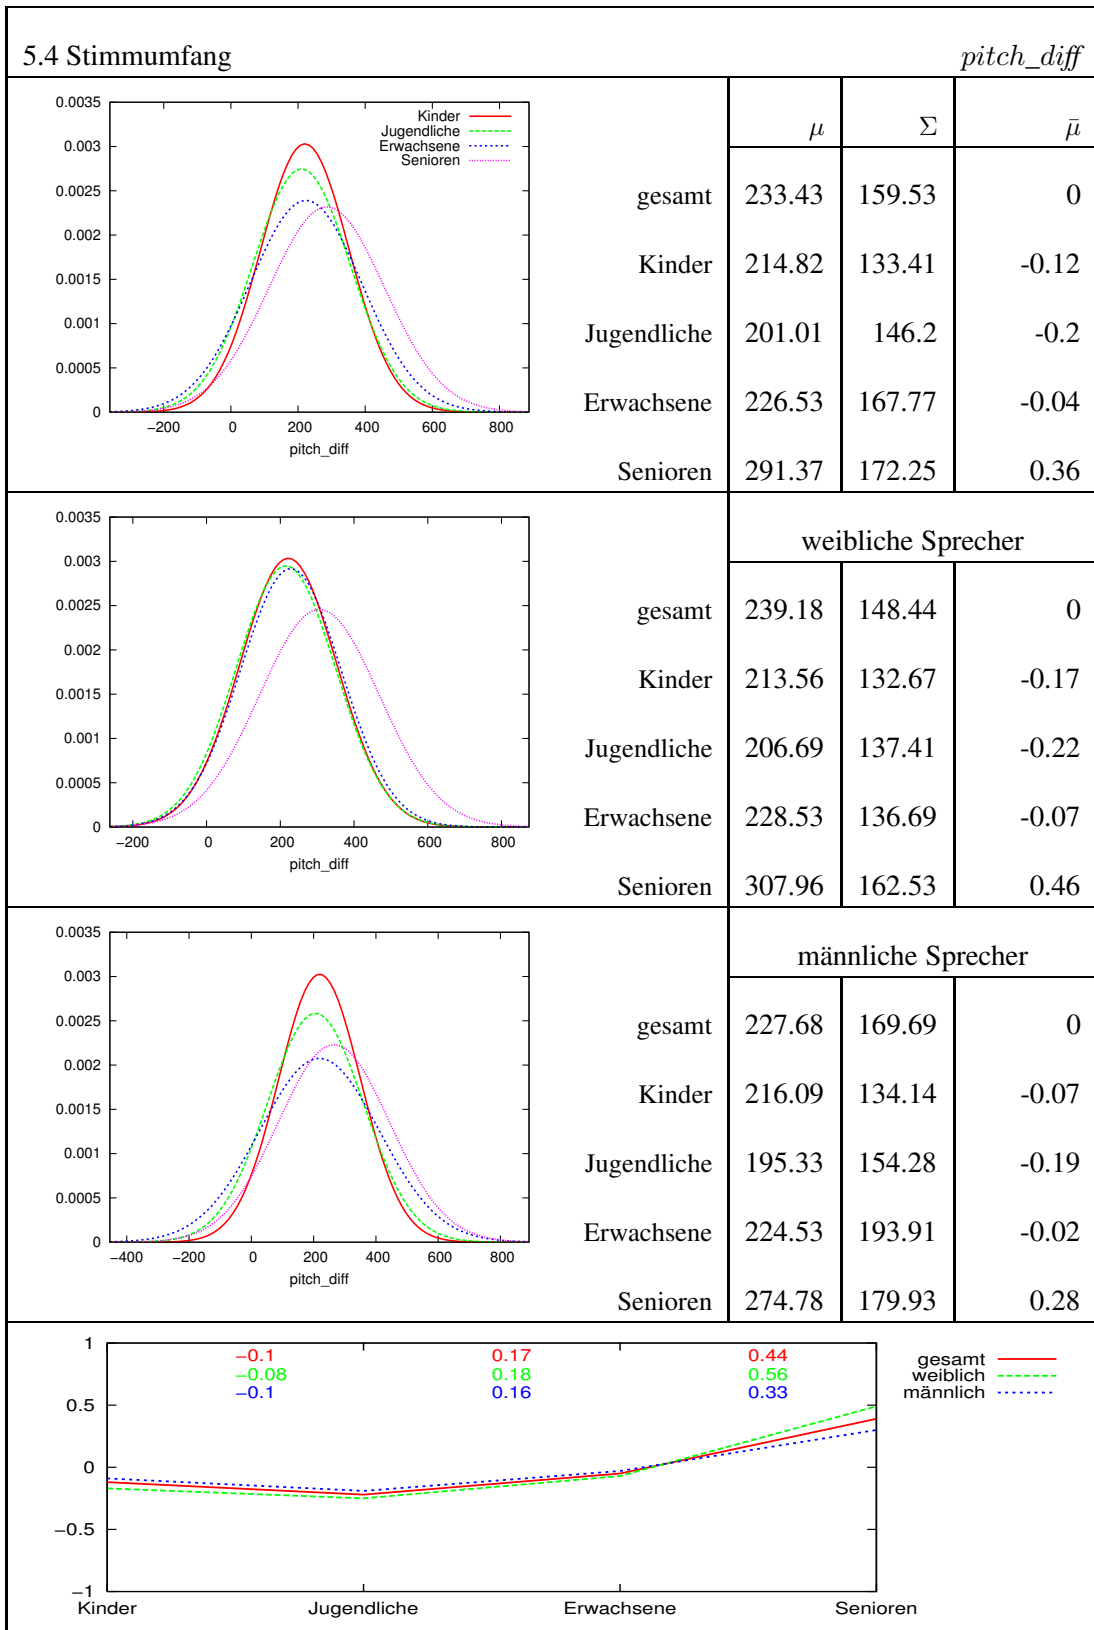 5.4 Stimmumfang pitch_diff
0.0035
0.003
0.0025
0.002
0.0015
0.001
0.0005
0
−200 0 200 400 600 800
pitch_diff
Kinder
Jugendliche
Erwachsene
Senioren
μ Σ μ̄
gesamt 233.43 159.53 0
Kinder 214.82 133.41 -0.12
Jugendliche 201.01 146.2 -0.2
Erwachsene 226.53 167.77 -0.04
Senioren 291.37 172.25 0.36
0.0035
0.003
0.0025
0.002
0.0015
0.001
0.0005
0
−200 0 200 400 600 800
pitch_diff
weibliche Sprecher
gesamt 239.18 148.44 0
Kinder 213.56 132.67 -0.17
Jugendliche 206.69 137.41 -0.22
Erwachsene 228.53 136.69 -0.07
Senioren 307.96 162.53 0.46
0.0035
0.003
0.0025
0.002
0.0015
0.001
0.0005
0
−400 −200 0 200 400 600 800
pitch_diff
männliche Sprecher
gesamt 227.68 169.69 0
Kinder 216.09 134.14 -0.07
Jugendliche 195.33 154.28 -0.19
Erwachsene 224.53 193.91 -0.02
Senioren 274.78 179.93 0.28
1
0.5
0
−0.5
−1
−0.1 0.17 0.44
−0.08 0.18 0.56
−0.1 0.16 0.33
gesamt
weiblich
männlich
Kinder Jugendliche Erwachsene Senioren